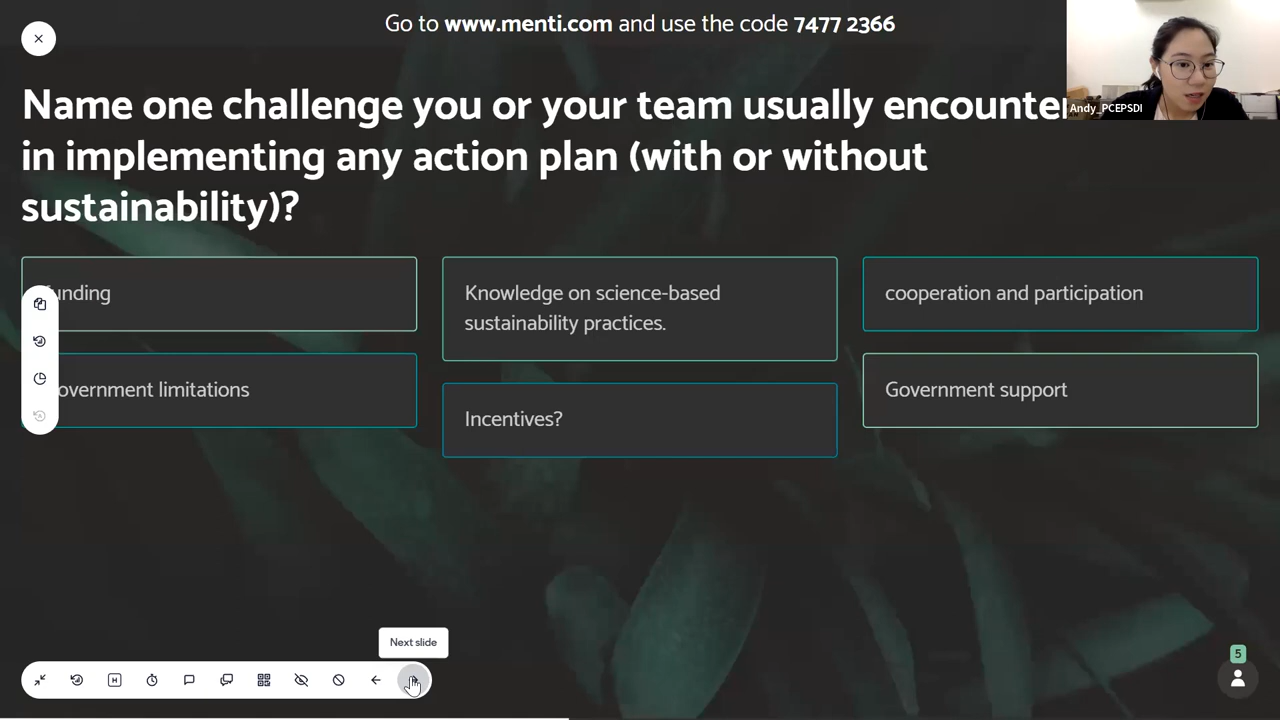 Go to www.menti.com and use the code 7477 2366
Andy_PCEPSDI
Name one challenge you or your team usually encounter
in implementing any action plan (with or without
sustainability)?
unding
Knowledge on science-based
sustainability practices.
cooperation and participation
overnment limitations
Incentives?
Government support
Next slide
H
5